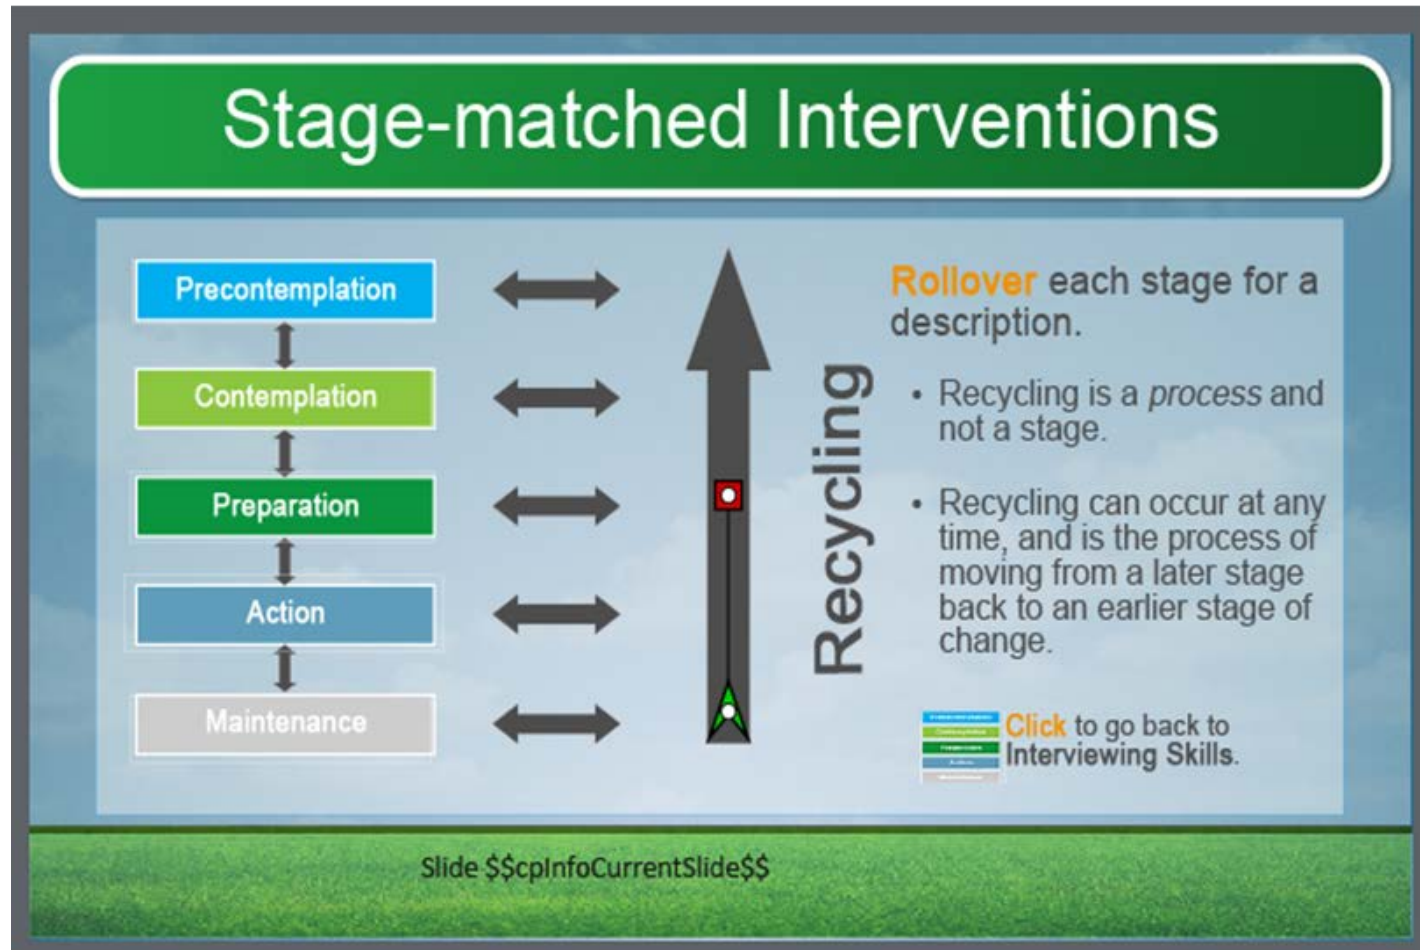 Stage-matched Interventions
Precontemplation
Contemplation
Preparation
Action
Maintenance
Recycling
Rollover each stage for a
description.
• Recycling is a process and
not a stage.
• Recycling can occur at any
time, and is the process of
moving from a later stage
back to an earlier stage of
change.
Click to go back to
Interviewing Skills.
Slide $$cpInfoCurrentSlide$$